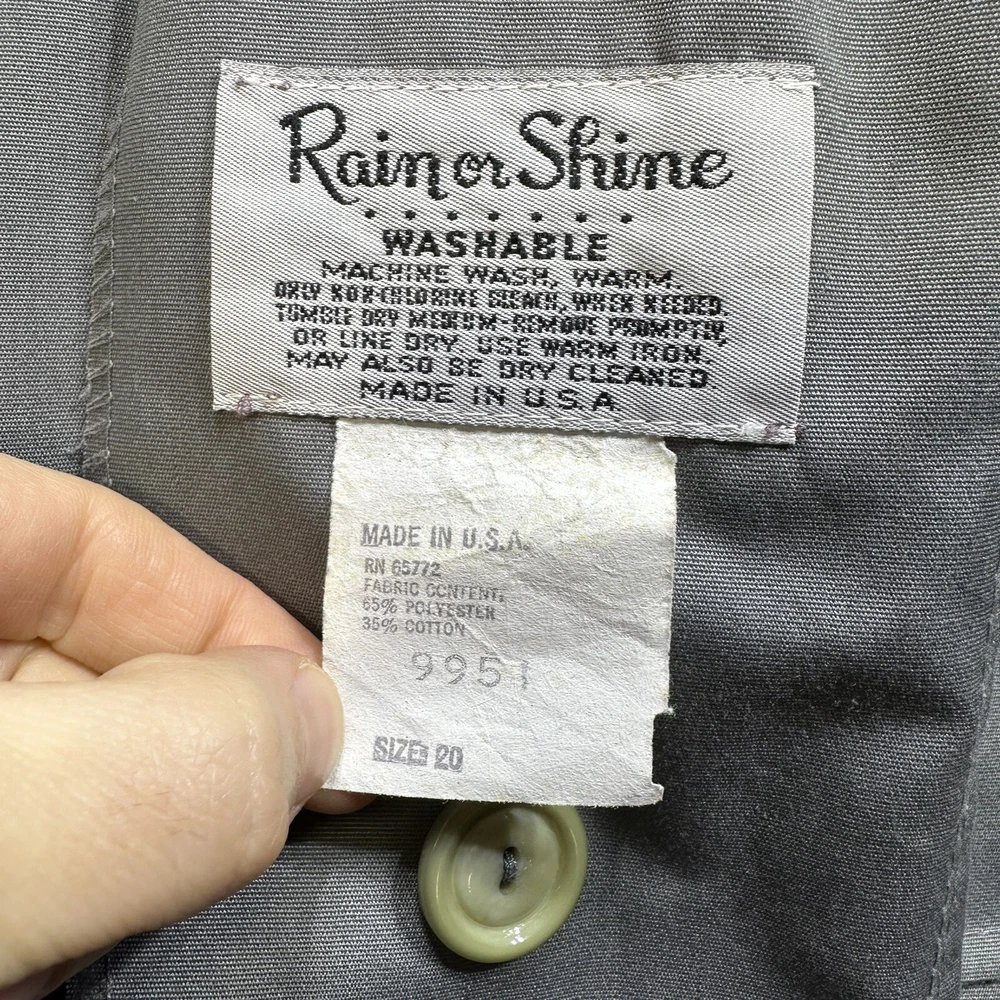 Rain or Shine
WASHABLE
MACHINE WASH, WARM.
ONLY NON-CHLORINE BLEACH, WHEN NEEDED.
TUMBLE DRY MEDIUM-REMOVE PROMPTLY,
OR LINE DRY. USE WARM IRON.
MAY ALSO BE DRY CLEANED.
MADE IN U.S.A
MADE IN U.S.A.
RN 65772
FABRIC CONTENT:
65% POLYESTER
35% COTTON
9951
SIZE: 20